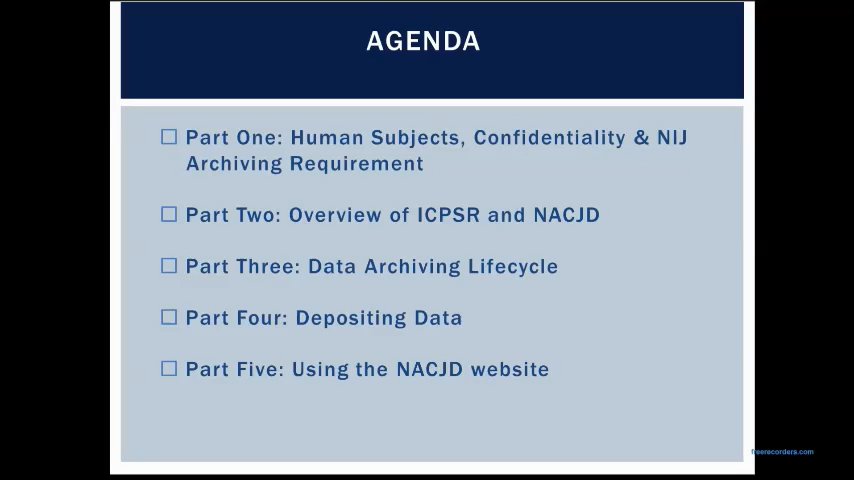 AGENDA
Part One: Human Subjects, Confidentiality & NIJ
Archiving Requirement
Part Two: Overview of ICPSR and NACJD
Part Three: Data Archiving Lifecycle
Part Four: Depositing Data
Part Five: Using the NACJD website
freerecorders.com